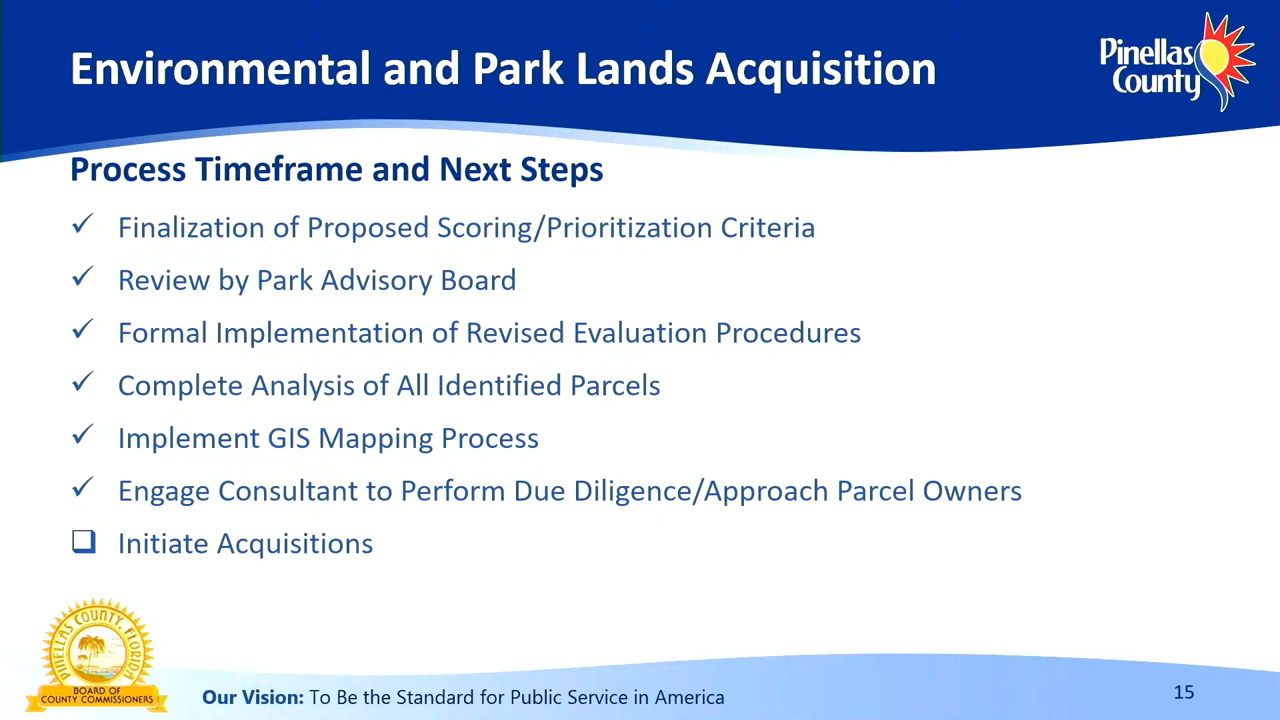 Environmental and Park Lands Acquisition
Pinellas
County
Process Timeframe and Next Steps
Finalization of Proposed Scoring/Prioritization Criteria
Review by Park Advisory Board
Formal Implementation of Revised Evaluation Procedures
Complete Analysis of All Identified Parcels
Implement GIS Mapping Process
Engage Consultant to Perform Due Diligence/Approach Parcel Owners
Initiate Acquisitions
PINELLAS COUNTY, FLORIDA
BOARD OF
COUNTY COMMISSIONERS
Our Vision: To Be the Standard for Public Service in America
15